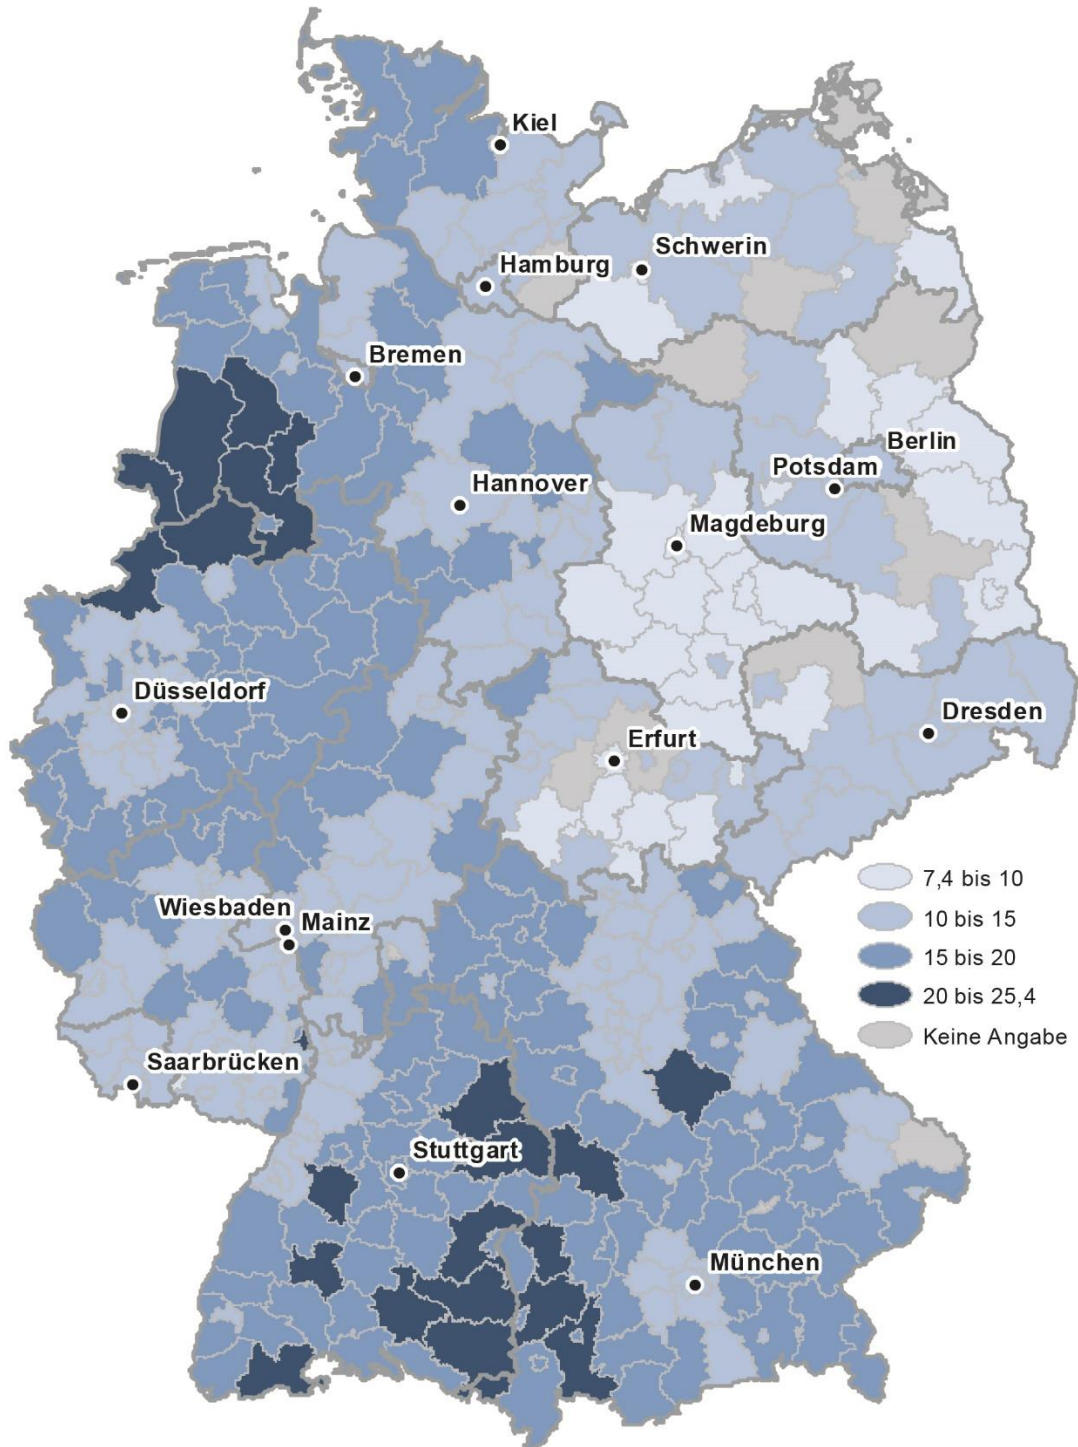 Kiel
Schwerin
Hamburg
Bremen
Berlin
Potsdam
Hannover
Magdeburg
Düsseldorf
Dresden
Erfurt
7,4 bis 10
10 bis 15
Wiesbaden
Mainz
15 bis 20
20 bis 25,4
Keine Angabe
Saarbrücken
Stuttgart
München